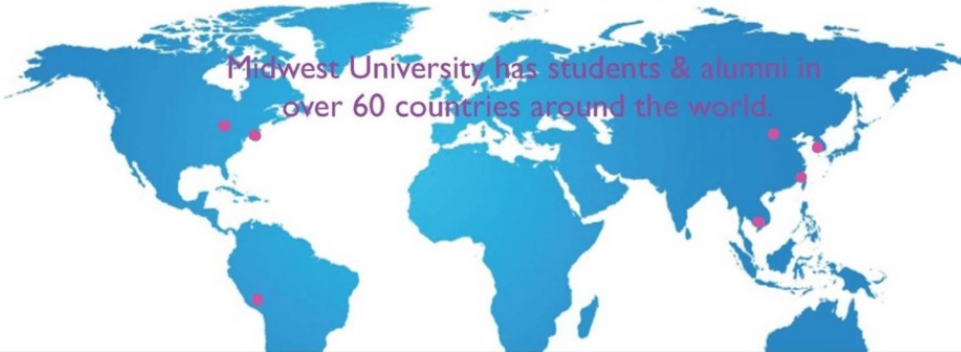 Midwest University has students & alumni in
over 60 countries around the world.